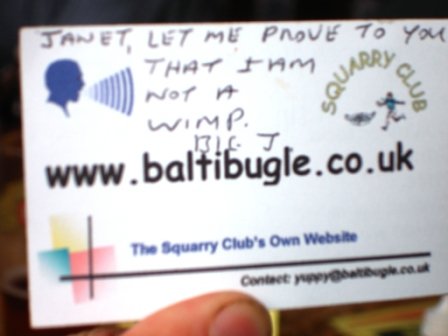 JANET, LET ME PROVE TO YOU
THAT I AM
NOT A
WIMP.
BIG J.
SQUARRY CLUB
www.baltibugle.co.uk
The Squarry Club's Own Website
Contact: yuppy@baltibugle.co.uk